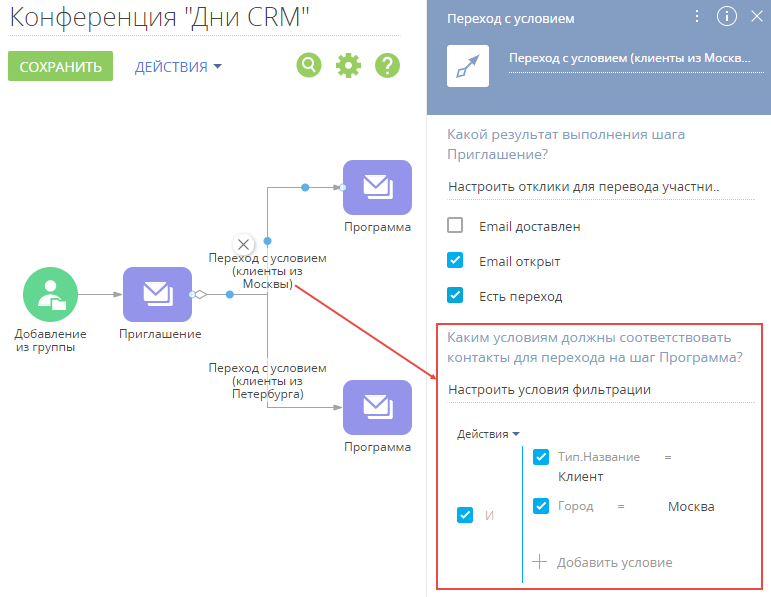 Конференция "Дни CRM"
СОХРАНИТЬ
ДЕЙСТВИЯ
Программа
Переход с условием
(клиенты из
Москвы)
Добавление
из группы
Приглашение
Переход с условием
(клиенты из
Петербурга)
Программа
Переход с условием
Переход с условием (клиенты из Москв...
Какой результат выполнения шага
Приглашение?
Настроить отклики для перевода участни..
Email доставлен
Email открыт
Есть переход
Каким условиям должны соответствовать
контакты для перехода на шаг Программа?
Настроить условия фильтрации
Действия
И
Тип.Название =
Клиент
Город = Москва
Добавить условие